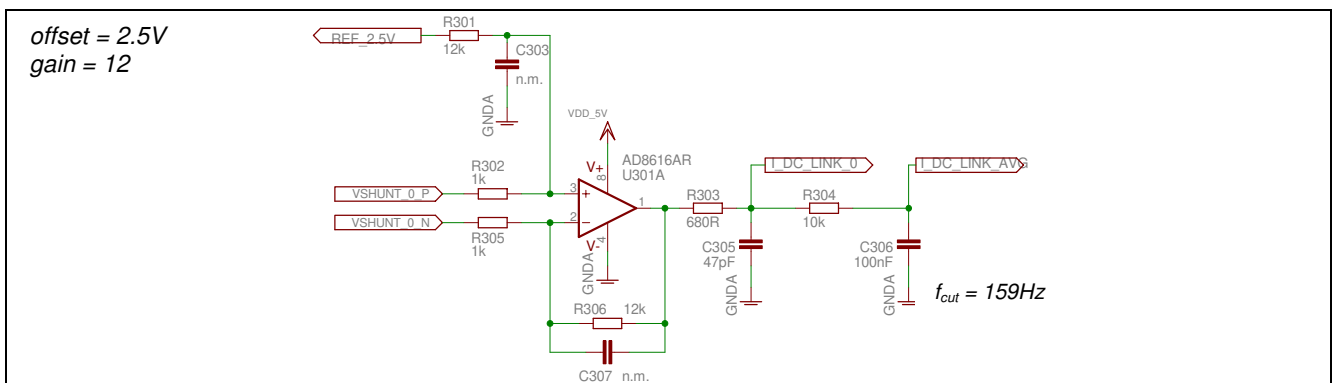 offset = 2.5V
gain = 12
R301
REF_2.5V
12k
C303
n.m.
GNDA
VDD_5V
AD8616AR
U301A
V+
8
I_DC_LINK_0
I_DC_LINK_AVG
R302
1k
VSHUNT_0_P
3
+
1
R303
680R
R304
10k
VSHUNT_0_N
2
-
R305
1k
V-
4
GNDA
C305
47pF
GNDA
C306
100nF
GNDA
fcut = 159Hz
R306
12k
C307
n.m.